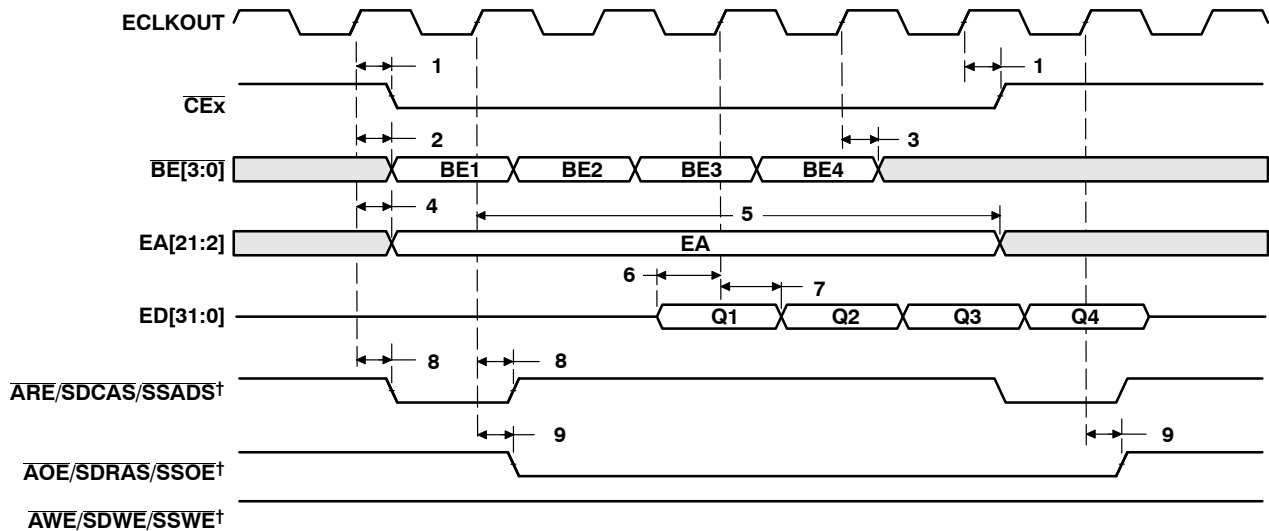 ECLKOUT
1
1
CEx
2
3
BE[3:0]
BE1
BE2
BE3
BE4
4
5
EA[21:2]
EA
6
7
ED[31:0]
Q1
Q2
Q3
Q4
8
8
ARE/SDCAS/SSADS†
9
9
AOE/SDRAS/SSOE†
AWE/SDWE/SSWE†